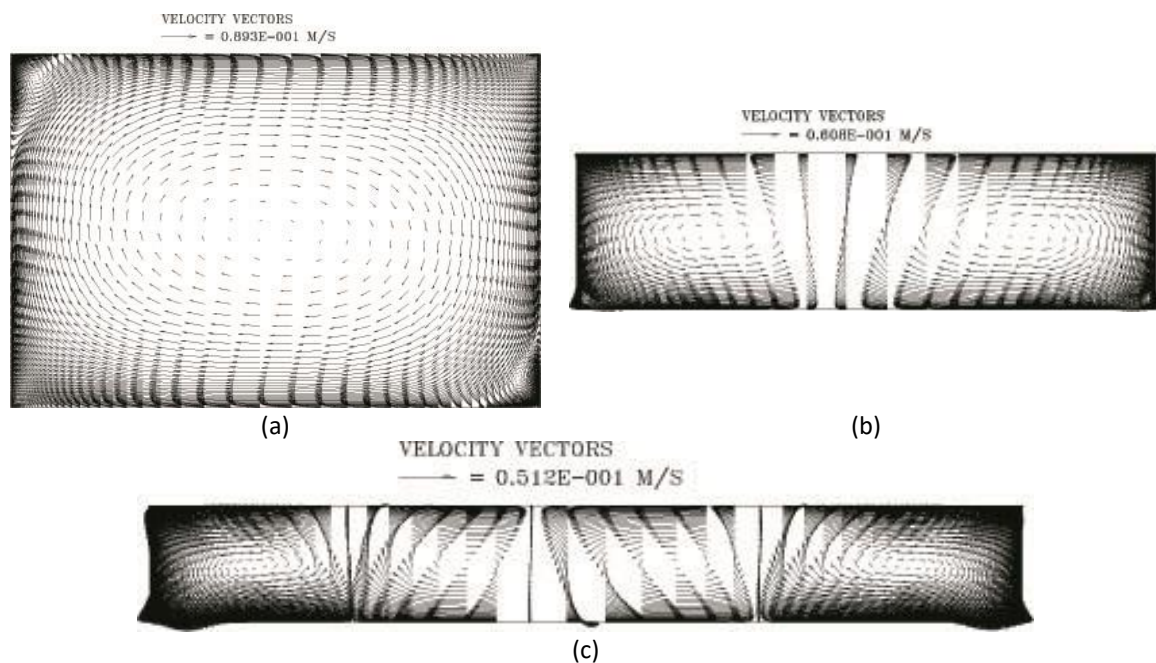 VELOCITY VECTORS
= 0.893E-001 M/S
(a)
VELOCITY VECTORS
= 0.608E-001 M/S
(b)
VELOCITY VECTORS
= 0.512E-001 M/S
(c)